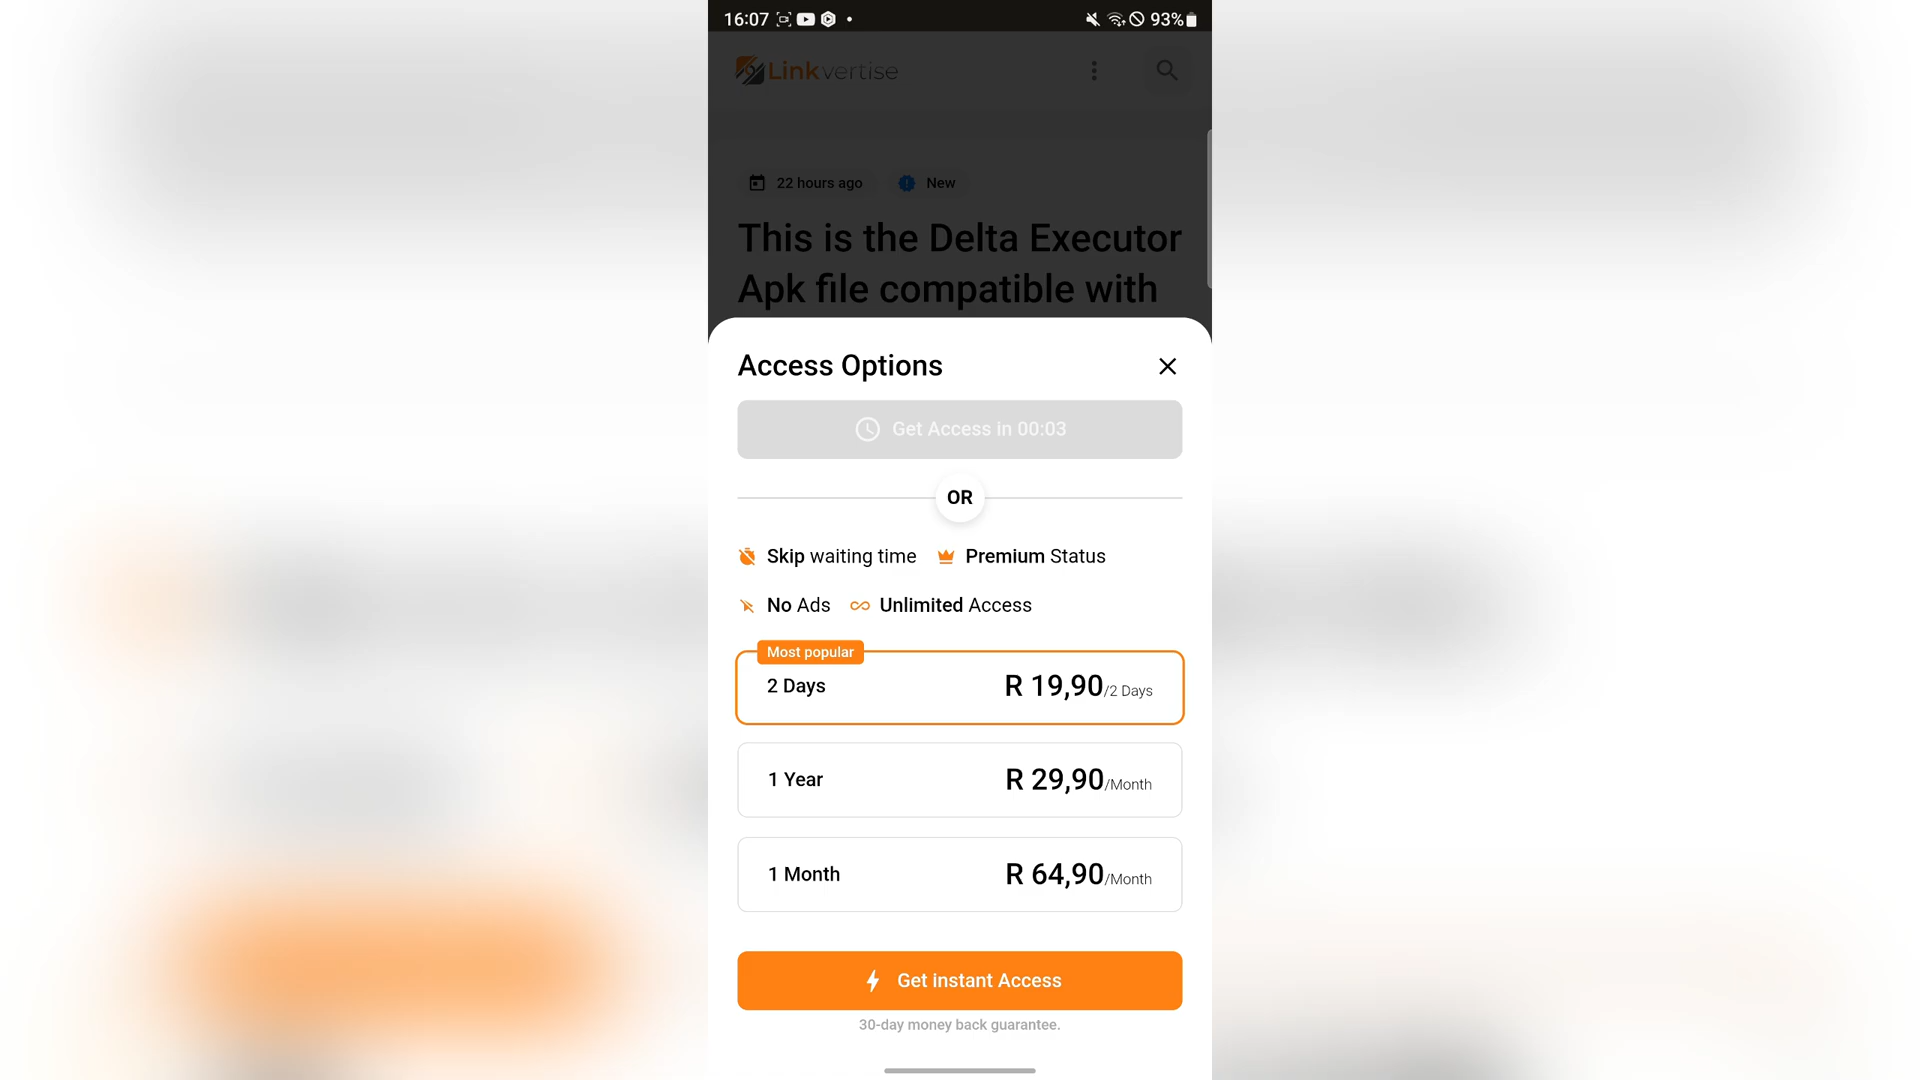 16:07
93%
Linkvertise
22 hours ago New
This is the Delta Executor
Apk file compatible with
Access Options
Get Access in 00:03
OR
Skip waiting time Premium Status
No Ads Unlimited Access
Most popular
2 Days R 19,90/2 Days
1 Year R 29,90/Month
1 Month R 64,90/Month
Get instant Access
30-day money back guarantee.